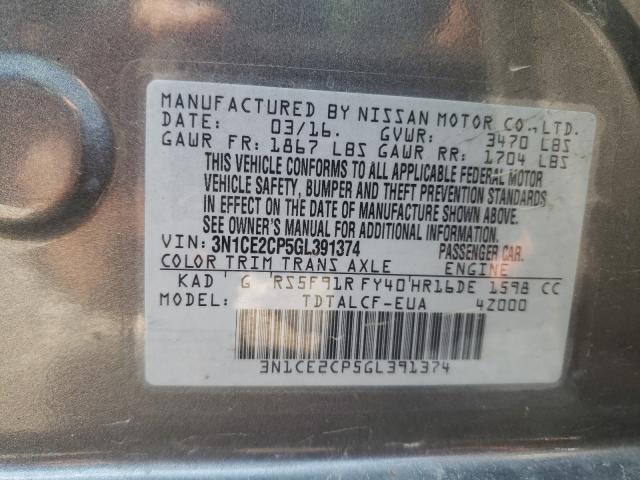 MANUFACTURED BY NISSAN MOTOR CO., LTD.
DATE: 03/16. GVWR: 3470 LBS
GAWR FR: 1867 LBS GAWR RR: 1704 LBS
THIS VEHICLE CONFORMS TO ALL APPLICABLE FEDERAL MOTOR
VEHICLE SAFETY, BUMPER AND THEFT PREVENTION STANDARDS
IN EFFECT ON THE DATE OF MANUFACTURE SHOWN ABOVE.
SEE OWNER'S MANUAL FOR ADDITIONAL INFORMATION.
VIN: 3N1CE2CP5GL391374 PASSENGER CAR.
COLOR TRIM TRANS AXLE ENGINE
KAD G RS5F91R FY40 HR16DE 1598 CC
MODEL: TDTALCF-EUA 4Z000
3N1CE2CP5GL391374